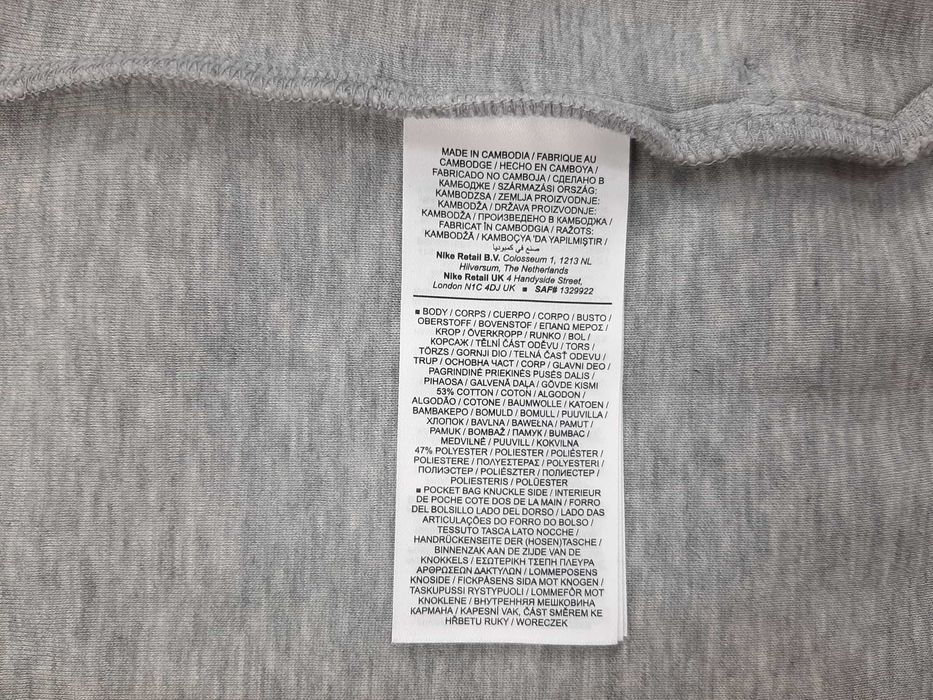 MADE IN CAMBODIA / FABRIQUE AU
CAMBODGE / HECHO EN CAMBOYA /
FABRICADO NO CAMBOJA / СДЕЛАНО В
КАМБОДЖЕ / SZÁRMAZÁSI ORSZÁG:
KAMBODZSA / ZEMLJA PROIZVODNJE:
KAMBODŽA / DRŽAVA PROIZVODNJE:
KAMBODŽA / ПРОИЗВЕДЕНО В КАМБОДЖА /
FABRICAT ÎN CAMBODGIA / RAŽOTS:
KAMBODŽĀ / KAMBOÇYA 'DA YAPILMIŞTIR /
صنع في كمبوديا
Nike Retail B.V. Colosseum 1, 1213 NL
Hilversum, The Netherlands
Nike Retail UK 4 Handyside Street,
London N1C 4DJ UK ■ SAF# 1329922
■ BODY / CORPS / CUERPO / CORPO / BUSTO /
OBERSTOFF / BOVENSTOF / ΕΠΑΝΩ ΜΕΡΟΣ /
KROP / ÖVERKROPP / RUNKO / BOL /
КОРСАЖ / TĚLNÍ ČÁST ODĚVU / TORS /
TÖRZS / GORNJI DIO / TELNÁ ČASŤ ODEVU /
TRUP / ОСНОВНА ЧАСТ / CORP / GLAVNI DEO /
PAGRINDINĖ PRIEKINĖS PUSĖS DALIS /
PIHAOSA / GALVENĀ DAĻA / GÖVDE KISMI
53% COTTON / COTON / ALGODON /
ALGODÃO / COTONE / BAUMWOLLE / KATOEN /
ΒΑΜΒΑΚΕΡΟ / BOMULD / BOMULL / PUUVILLA /
ХЛОПОК / BAVLNA / BAWEŁNA / PAMUT /
PAMUK / BOMBAŽ / ПАМУК / BUMBAC /
MEDVILNĖ / PUUVILL / KOKVILNA
47% POLYESTER / POLIESTER / POLIÉSTER /
POLIESTERE / ΠΟΛΥΕΣΤΕΡΑΣ / POLYESTERI /
ПОЛИЭСТЕР / POLIÉSZTER / ПОЛИЕСТЕР /
POLIESTERIS / POLÜESTER
■ POCKET BAG KNUCKLE SIDE / INTERIEUR
DE POCHE COTE DOS DE LA MAIN / FORRO
DEL BOLSILLO LADO DEL DORSO / LADO DAS
ARTICULAÇÕES DO FORRO DO BOLSO /
TESSUTO TASCA LATO NOCCHE /
HANDRÜCKENSEITE DER (HOSEN)TASCHE /
BINNENZAK AAN DE ZIJDE VAN DE
KNOKKELS / ΕΣΩΤΕΡΙΚΗ ΤΣΕΠΗ ΠΛΕΥΡΑ
ΑΡΘΡΩΣΕΩΝ ΔΑΚΤΥΛΩΝ / LOMMEPOSENS
KNOSIDE / FICKPÅSENS SIDA MOT KNOGEN /
TASKUPUSSI RYSTYPUOLI / LOMMEFÔR MOT
KNOKLENE / ВНУТРЕННЯЯ МЕШКОВИНА
КАРМАНА / KAPESNÍ VAK, ČÁST SMĚREM KE
HŘBETU RUKY / WORECZEK